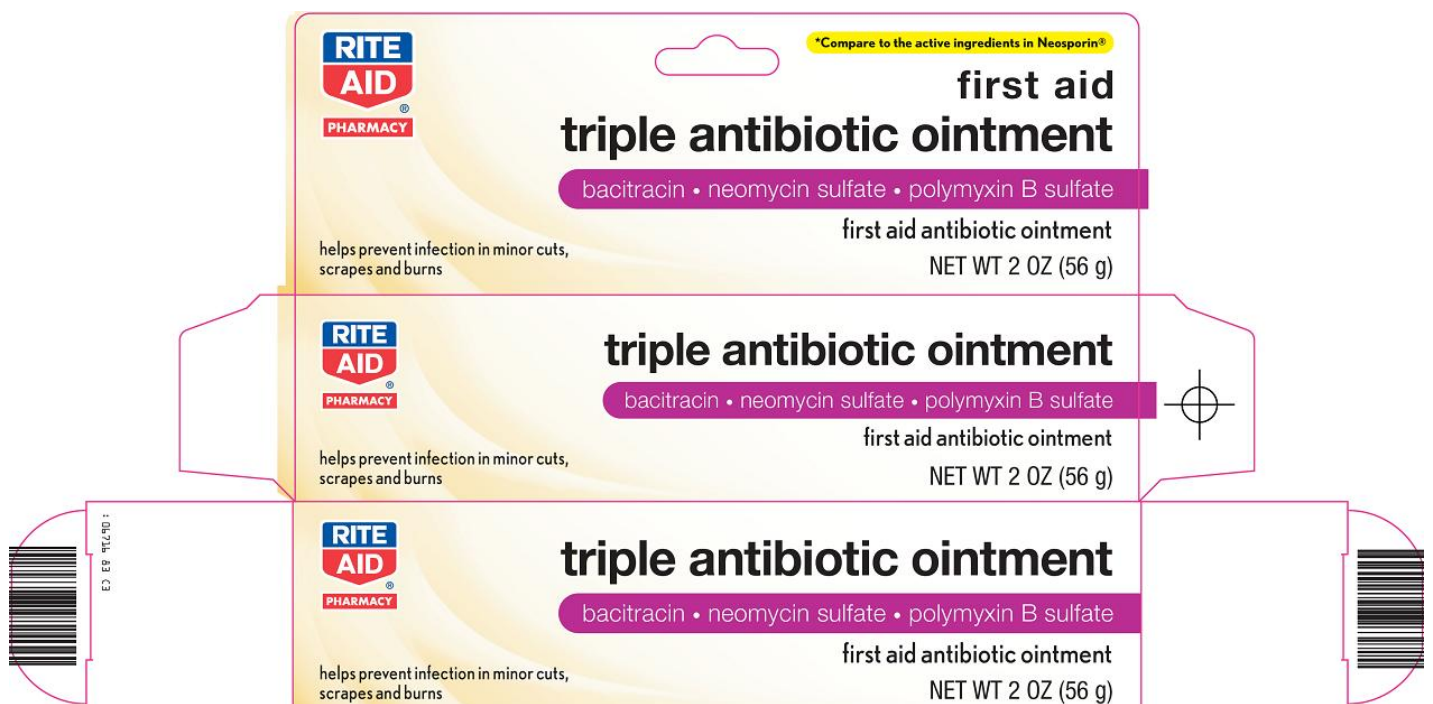 RITE
AID
®
PHARMACY
*Compare to the active ingredients in Neosporin®
first aid
triple antibiotic ointment
bacitracin • neomycin sulfate • polymyxin B sulfate
first aid antibiotic ointment
NET WT 2 OZ (56 g)
helps prevent infection in minor cuts,
scrapes and burns
RITE
AID
®
PHARMACY
triple antibiotic ointment
bacitracin • neomycin sulfate • polymyxin B sulfate
first aid antibiotic ointment
NET WT 2 OZ (56 g)
helps prevent infection in minor cuts,
scrapes and burns
RITE
AID
®
PHARMACY
triple antibiotic ointment
bacitracin • neomycin sulfate • polymyxin B sulfate
first aid antibiotic ointment
NET WT 2 OZ (56 g)
helps prevent infection in minor cuts,
scrapes and burns